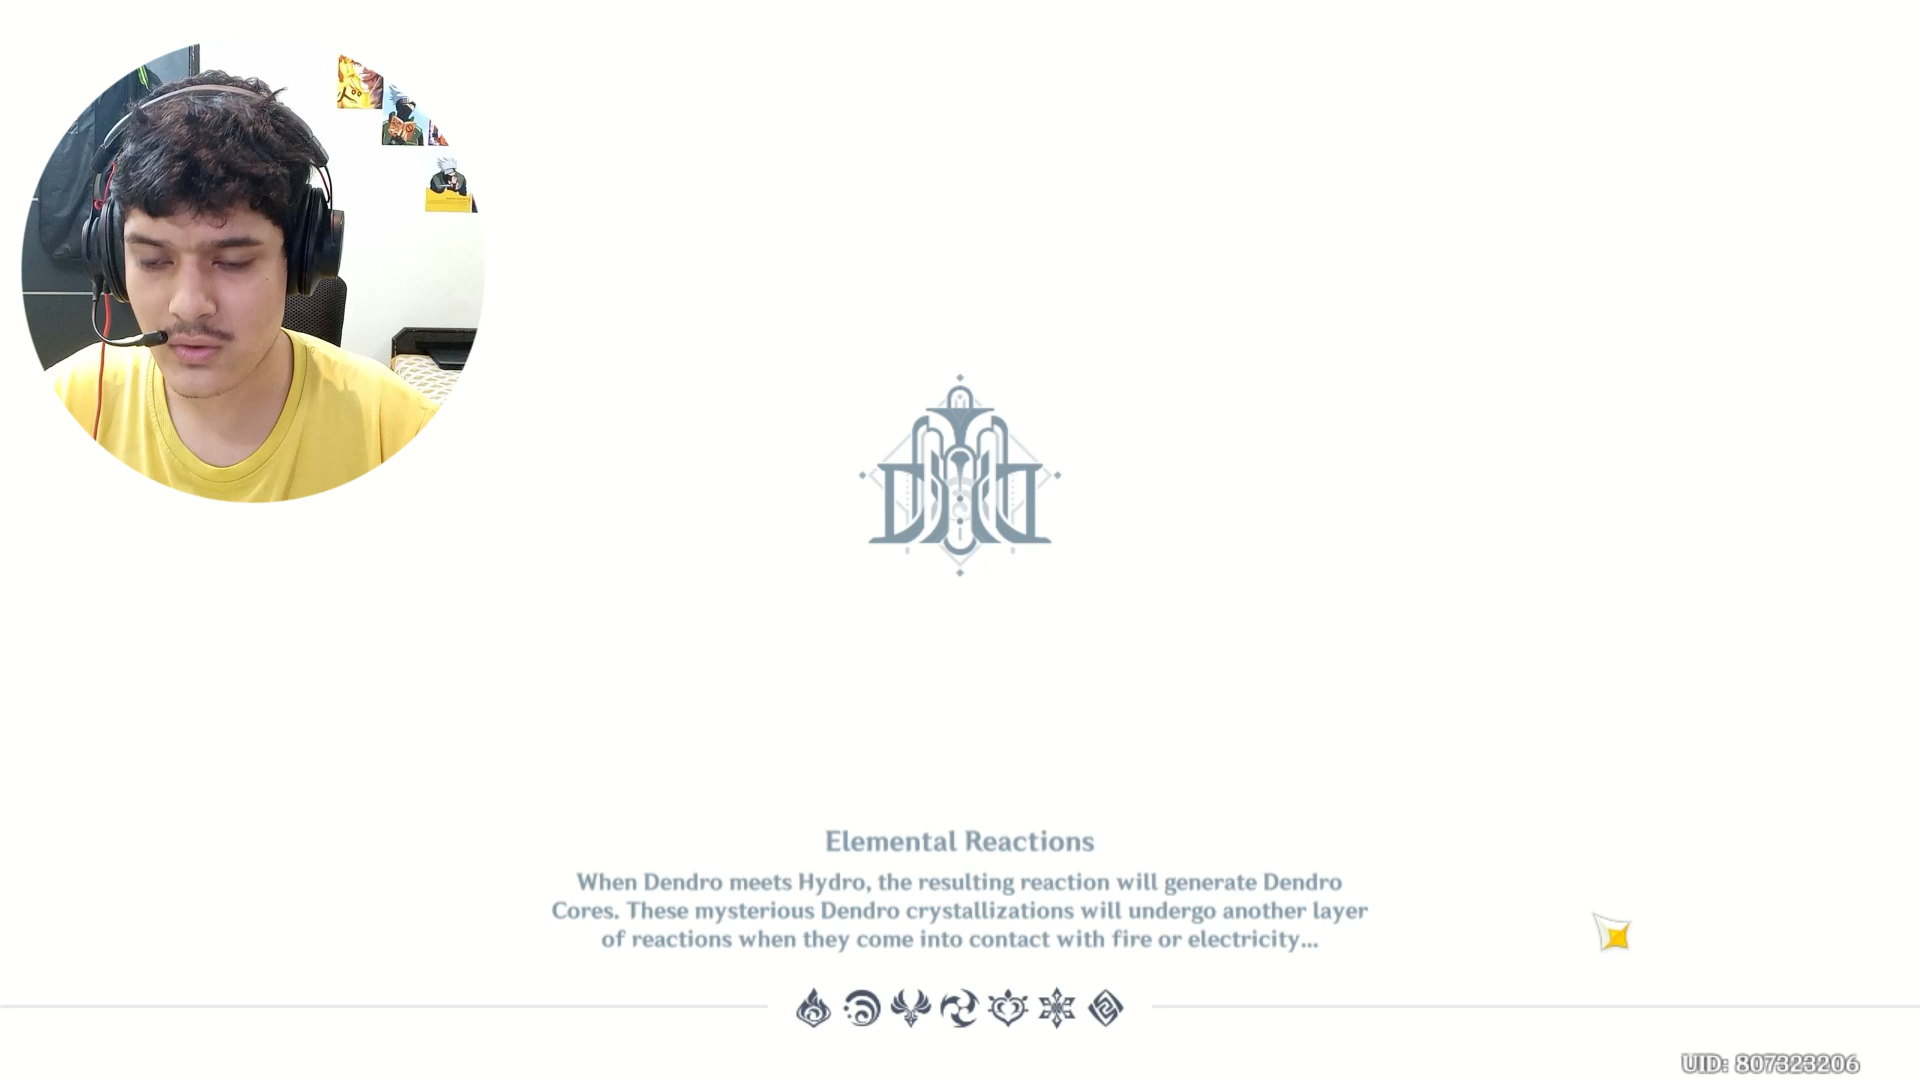 Elemental Reactions
When Dendro meets Hydro, the resulting reaction will generate Dendro
Cores. These mysterious Dendro crystallizations will undergo another layer
of reactions when they come into contact with fire or electricity...
UID: 807323206